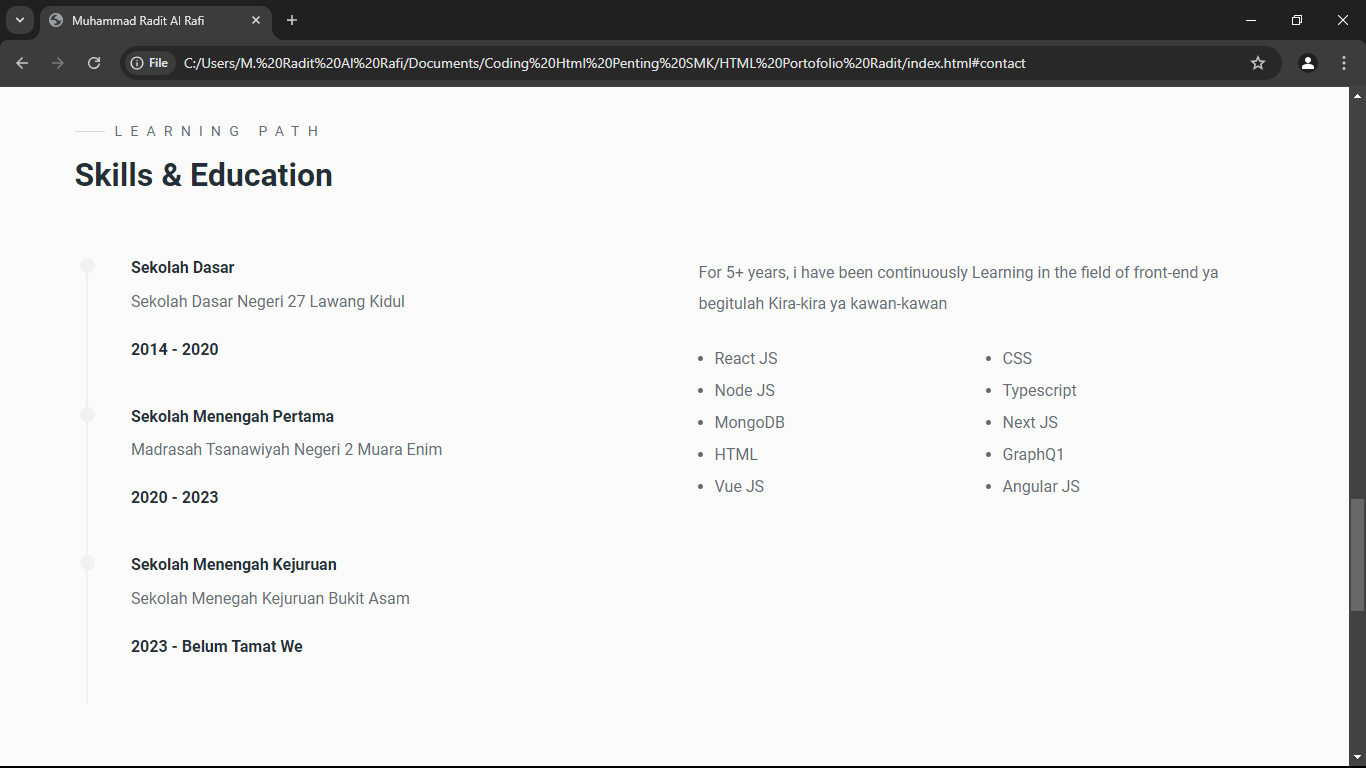 Muhammad Radit Al Rafi
File
C:/Users/M.%20Radit%20Al%20Rafi/Documents/Coding%20Html%20Penting%20SMK/HTML%20Portofolio%20Radit/index.html#contact
LEARNING PATH
Skills & Education
Sekolah Dasar
Sekolah Dasar Negeri 27 Lawang Kidul
2014 - 2020
Sekolah Menengah Pertama
Madrasah Tsanawiyah Negeri 2 Muara Enim
2020 - 2023
Sekolah Menengah Kejuruan
Sekolah Menegah Kejuruan Bukit Asam
2023 - Belum Tamat We
For 5+ years, i have been continuously Learning in the field of front-end ya
begitulah Kira-kira ya kawan-kawan
• React JS
• Node JS
• MongoDB
• HTML
• Vue JS
• CSS
• Typescript
• Next JS
• GraphQ1
• Angular JS